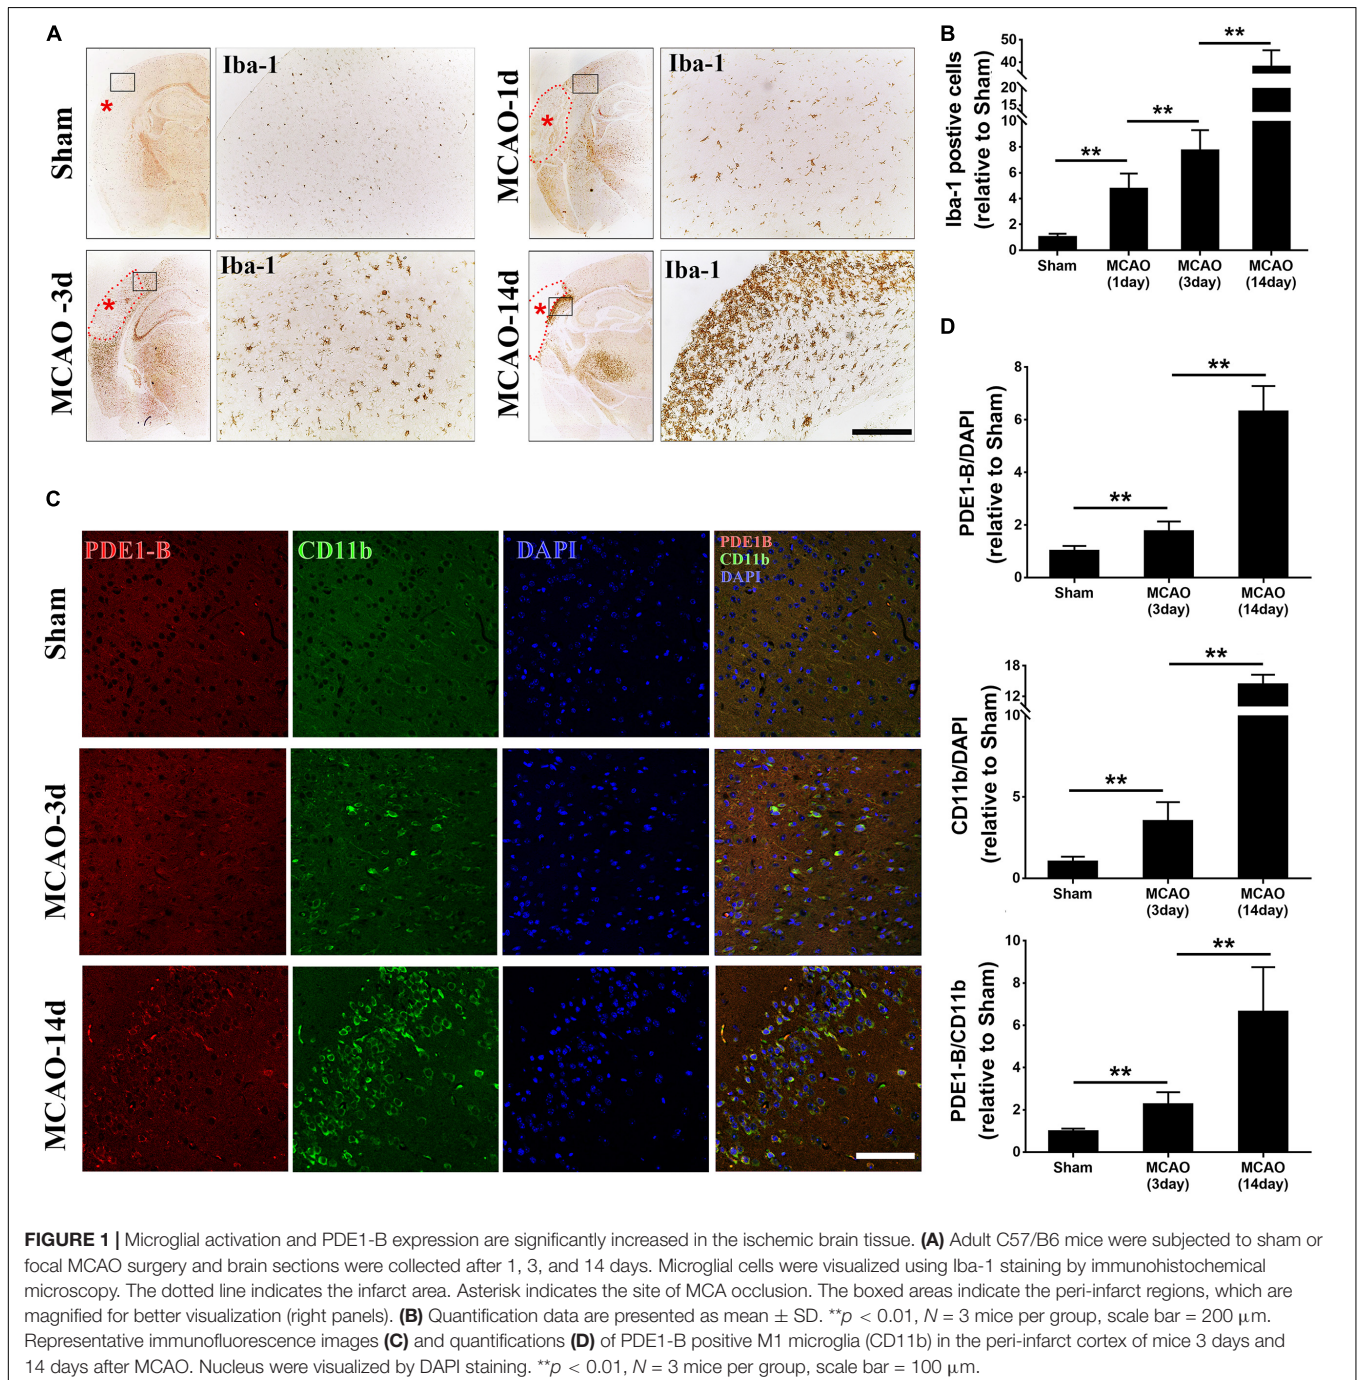 A
Sham
Iba-1
MCAO-1d
Iba-1
MCAO -3d
Iba-1
MCAO-14d
Iba-1
B
Iba-1 postive cells
(relative to Sham)
50
40
20
15
10
8
6
4
2
0
**
**
**
Sham
MCAO
(1day)
MCAO
(3day)
MCAO
(14day)
C
PDE1-B
CD11b
DAPI
PDE1B
CD11b
DAPI
Sham
MCAO-3d
MCAO-14d
D
PDE1-B/DAPI
(relative to Sham)
8
6
4
2
0
**
**
Sham
MCAO
(3day)
MCAO
(14day)
CD11b/DAPI
(relative to Sham)
18
12
10
5
0
**
**
Sham
MCAO
(3day)
MCAO
(14day)
PDE1-B/CD11b
(relative to Sham)
10
8
6
4
2
0
**
**
Sham
MCAO
(3day)
MCAO
(14day)
FIGURE 1 | Microglial activation and PDE1-B expression are significantly increased in the ischemic brain tissue. (A) Adult C57/B6 mice were subjected to sham or
focal MCAO surgery and brain sections were collected after 1, 3, and 14 days. Microglial cells were visualized using Iba-1 staining by immunohistochemical
microscopy. The dotted line indicates the infarct area. Asterisk indicates the site of MCA occlusion. The boxed areas indicate the peri-infarct regions, which are
magnified for better visualization (right panels). (B) Quantification data are presented as mean ± SD. **p < 0.01, N = 3 mice per group, scale bar = 200 μm.
Representative immunofluorescence images (C) and quantifications (D) of PDE1-B positive M1 microglia (CD11b) in the peri-infarct cortex of mice 3 days and
14 days after MCAO. Nucleus were visualized by DAPI staining. **p < 0.01, N = 3 mice per group, scale bar = 100 μm.